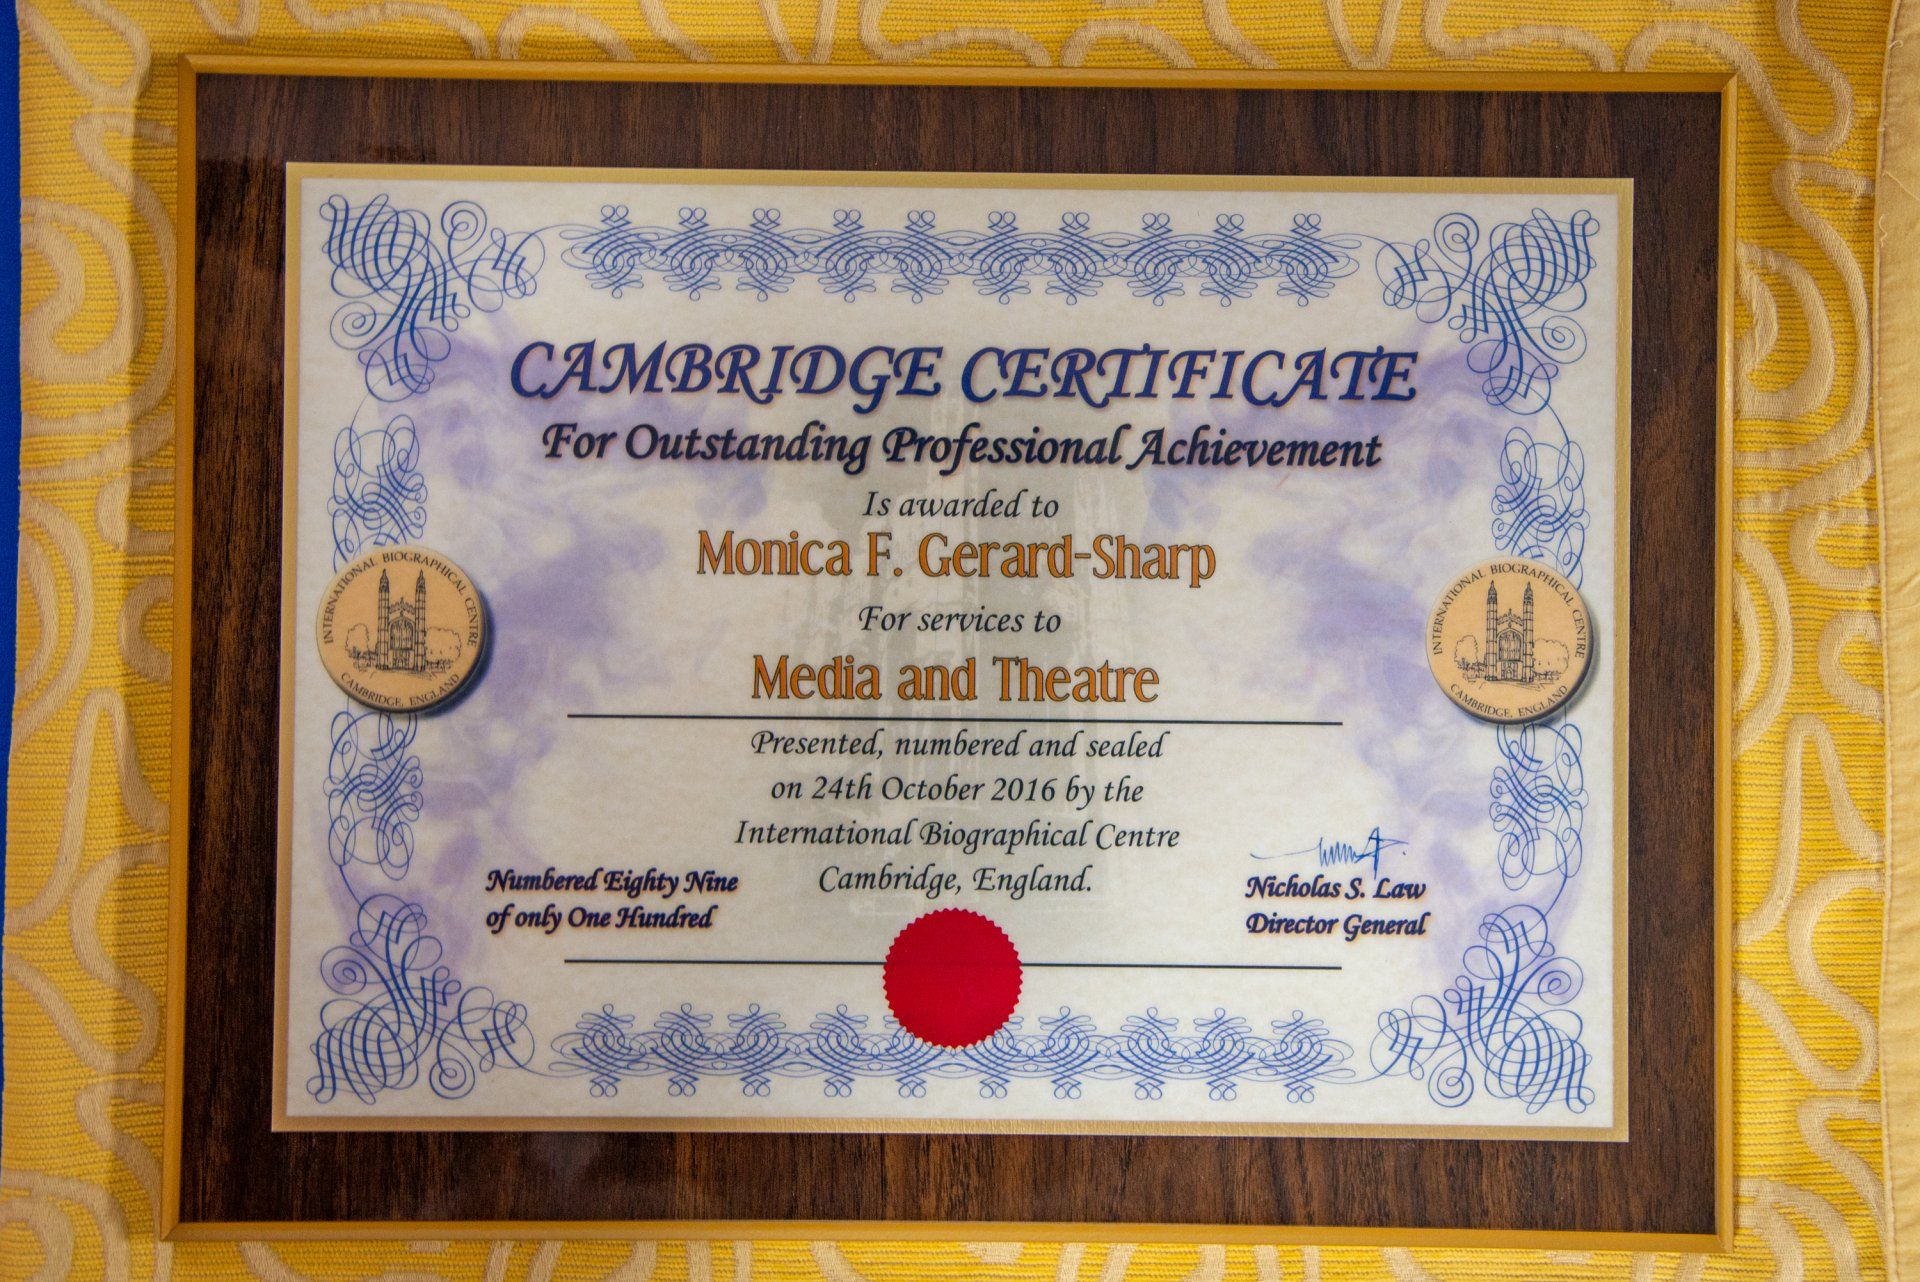 CAMBRIDGE CERTIFICATE
For Outstanding Professional Achievement
Is awarded to
Monica F. Gerard-Sharp
For services to
Media and Theatre
INTERNATIONAL BIOGRAPHICAL CENTRE
CAMBRIDGE, ENGLAND
INTERNATIONAL BIOGRAPHICAL CENTRE
CAMBRIDGE, ENGLAND
Presented, numbered and sealed
on 24th October 2016 by the
International Biographical Centre
Cambridge, England.
Numbered Eighty Nine
of only One Hundred
Nicholas S. Law
Director General